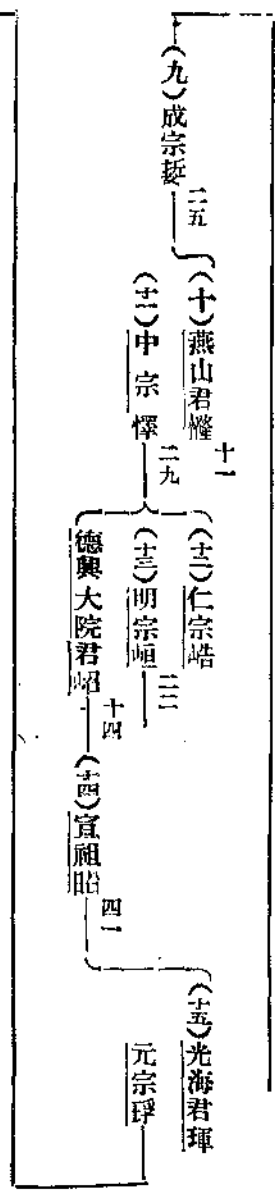 （九）成宗娎
二五
（十）燕山君㦕
十一
（十一）中宗懌
二九
（十二）仁宗峼
（十三）明宗峘
二二
德興大院君岹
十四
（十四）宣祖
四一
（十五）光海君琿
元宗琈